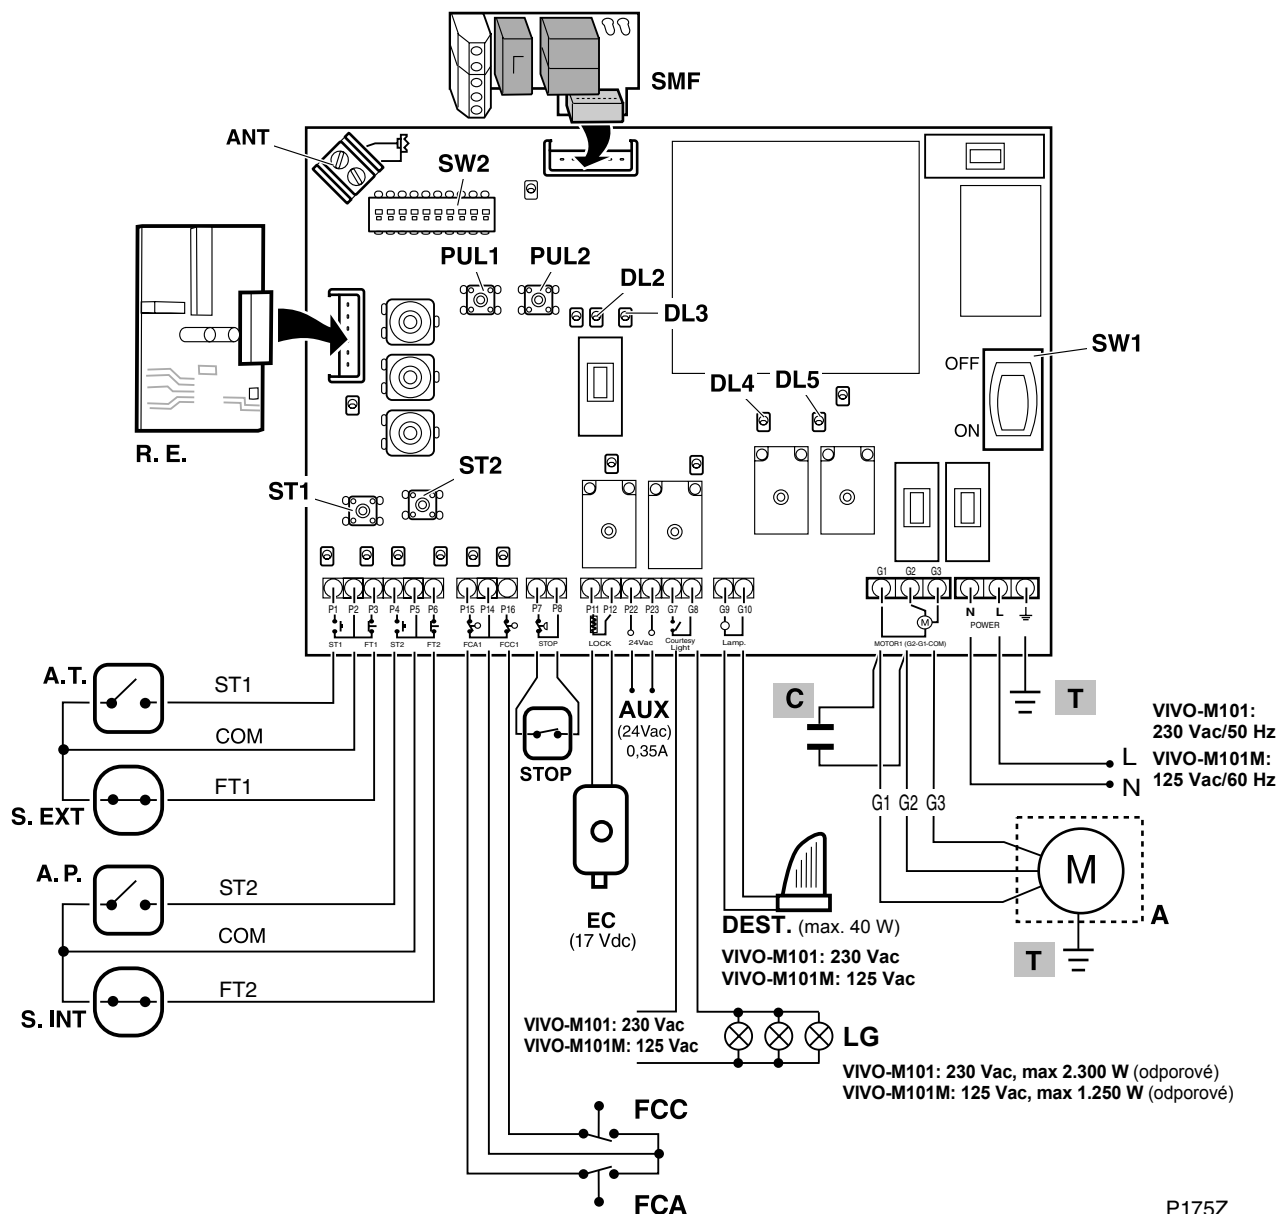 SMF
ANT
SW2
PUL1 PUL2
DL2
DL3
SW1
OFF
ON
DL4 DL5
R. E.
ST2
ST1
G1 G2 G3
P1 P2 P3 P4 P5 P6 P15 P14 P16 P7 P8 P11 P12 P22 P23 G7 G8 G9 G10
N L
POWER
M
ST1 FT1 ST2 FT2 FCA1 FCC1 STOP LOCK 24Vac Courtesy Light Lamp. MOTOR1 (G2-G1-COM)
A.T.
ST1
COM
FT1
S. EXT
A. P.
ST2
COM
FT2
S. INT
STOP
AUX
(24Vac)
0,35A
C
T
VIVO-M101:
230 Vac/50 Hz
VIVO-M101M:
125 Vac/60 Hz
L
N
G1 G2 G3
M
A
T
EC
(17 Vdc)
DEST. (max. 40 W)
VIVO-M101: 230 Vac
VIVO-M101M: 125 Vac
VIVO-M101: 230 Vac
VIVO-M101M: 125 Vac
LG
VIVO-M101: 230 Vac, max 2.300 W (odporové)
VIVO-M101M: 125 Vac, max 1.250 W (odporové)
FCC
FCA
P175Z